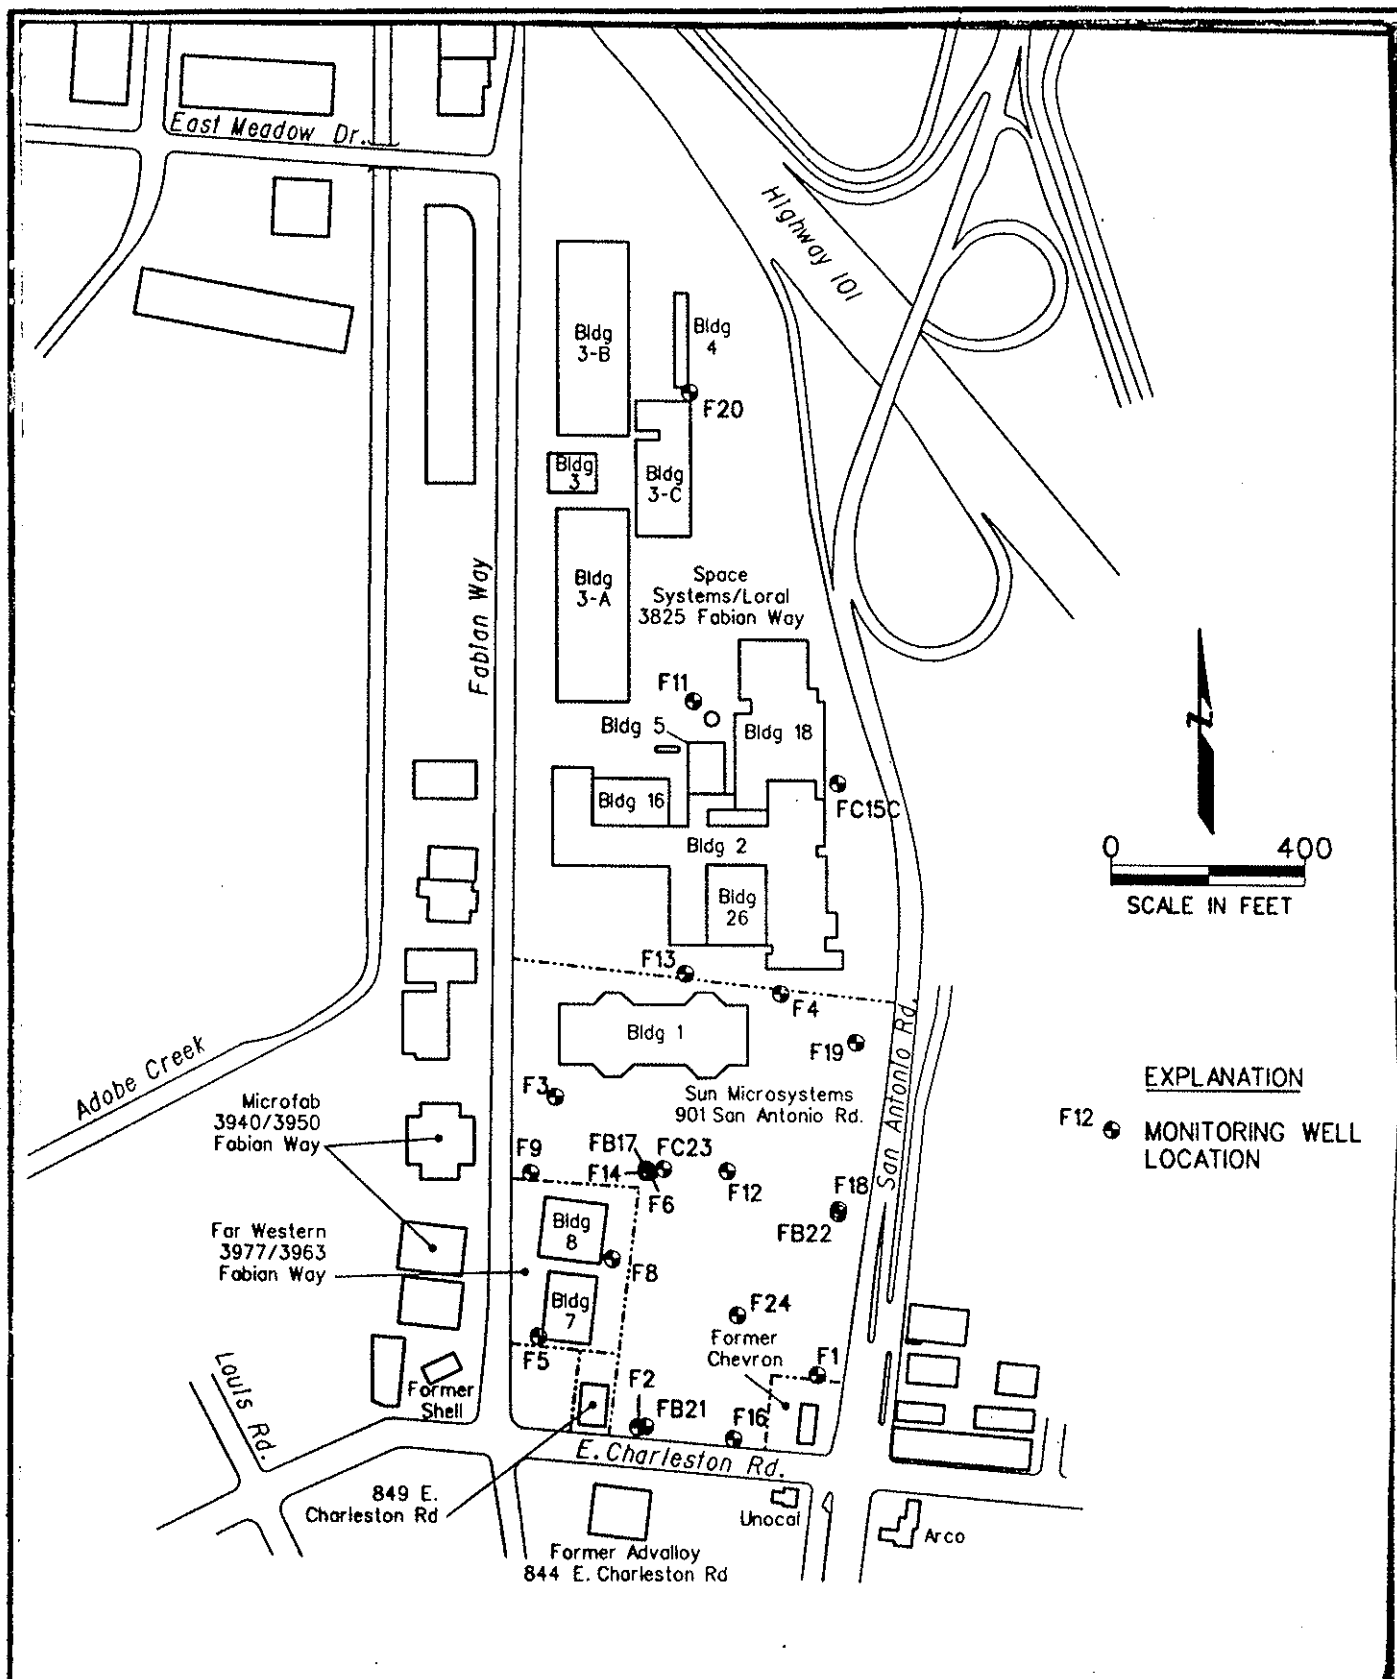 East Meadow Dr.
Highway 101
Bldg
3-B
Bldg
4
F20
Bldg
3
Bldg
3-C
Bldg
3-A
Space
Systems/Loral
3825 Fabian Way
Fabian Way
F11
Bldg 5
Bldg 18
Bldg 16
FC15C
Bldg 2
Bldg
26
N
0 400
SCALE IN FEET
F13
F4
Bldg 1
F19
San Antonio Rd.
Adobe Creek
EXPLANATION
F12 MONITORING WELL
LOCATION
F3
Sun Microsystems
901 San Antonio Rd.
Microfab
3940/3950
Fabian Way
F9
FB17
FC23
F14
F6
F12
F18
FB22
Far Western
3977/3963
Fabian Way
Bldg
8
F8
Bldg
7
F24
Former
Chevron
F5
F1
Louis Rd.
Former
Shell
F2
FB21
F16
E. Charleston Rd.
849 E.
Charleston Rd
Unocal
Arco
Former Advalloy
844 E. Charleston Rd